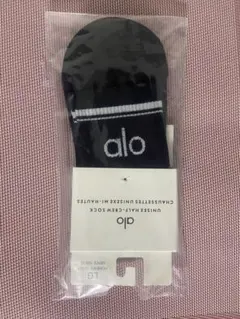 alo
alo
UNISEX HALF-CREW SOCK
CHAUSSETTES UNISEXE MI-HAUTES